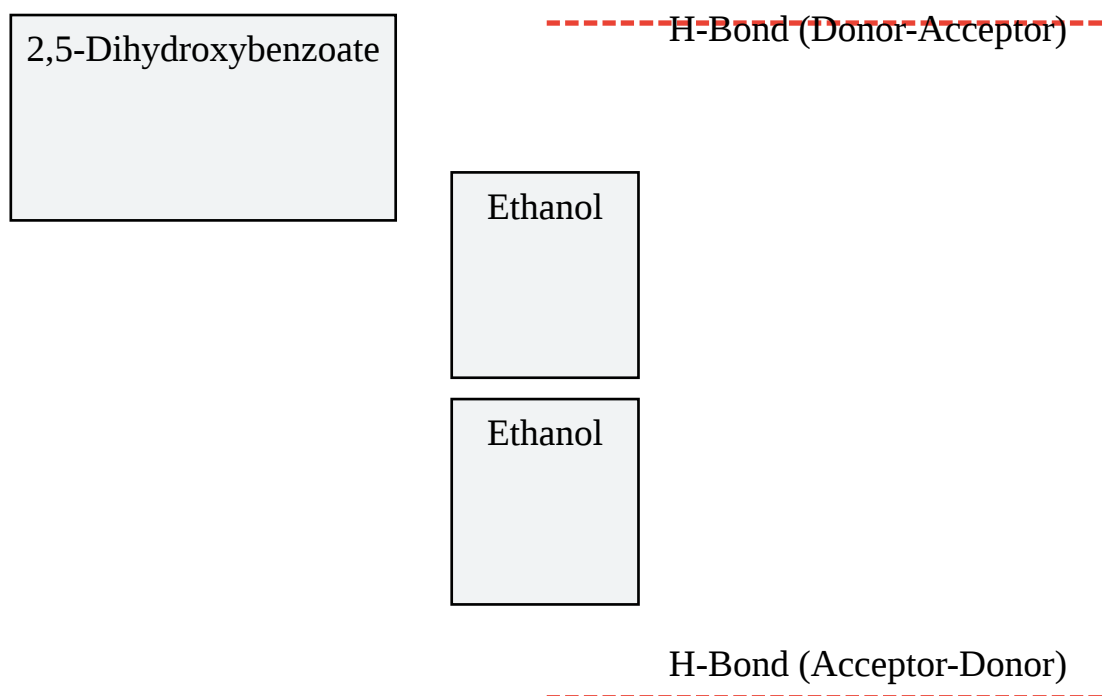 2,5-Dihydroxybenzoate
H-Bond (Donor-Acceptor)
Ethanol
Ethanol
H-Bond (Acceptor-Donor)